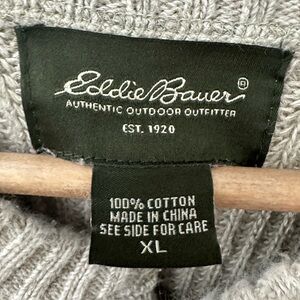 Eddie Bauer®
AUTHENTIC OUTDOOR OUTFITTER
EST. 1920
100% COTTON
MADE IN CHINA
SEE SIDE FOR CARE
XL